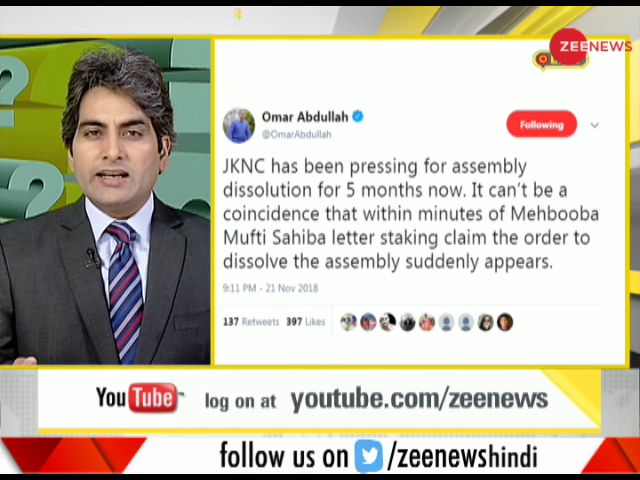 ZEENEWS
Omar Abdullah
@OmarAbdullah
Following
JKNC has been pressing for assembly
dissolution for 5 months now. It can't be a
coincidence that within minutes of Mehbooba
Mufti Sahiba letter staking claim the order to
dissolve the assembly suddenly appears.
9:11 PM - 21 Nov 2018
137 Retweets 397 Likes
YouTube log on at youtube.com/zeenews
follow us on /zeenewshindi